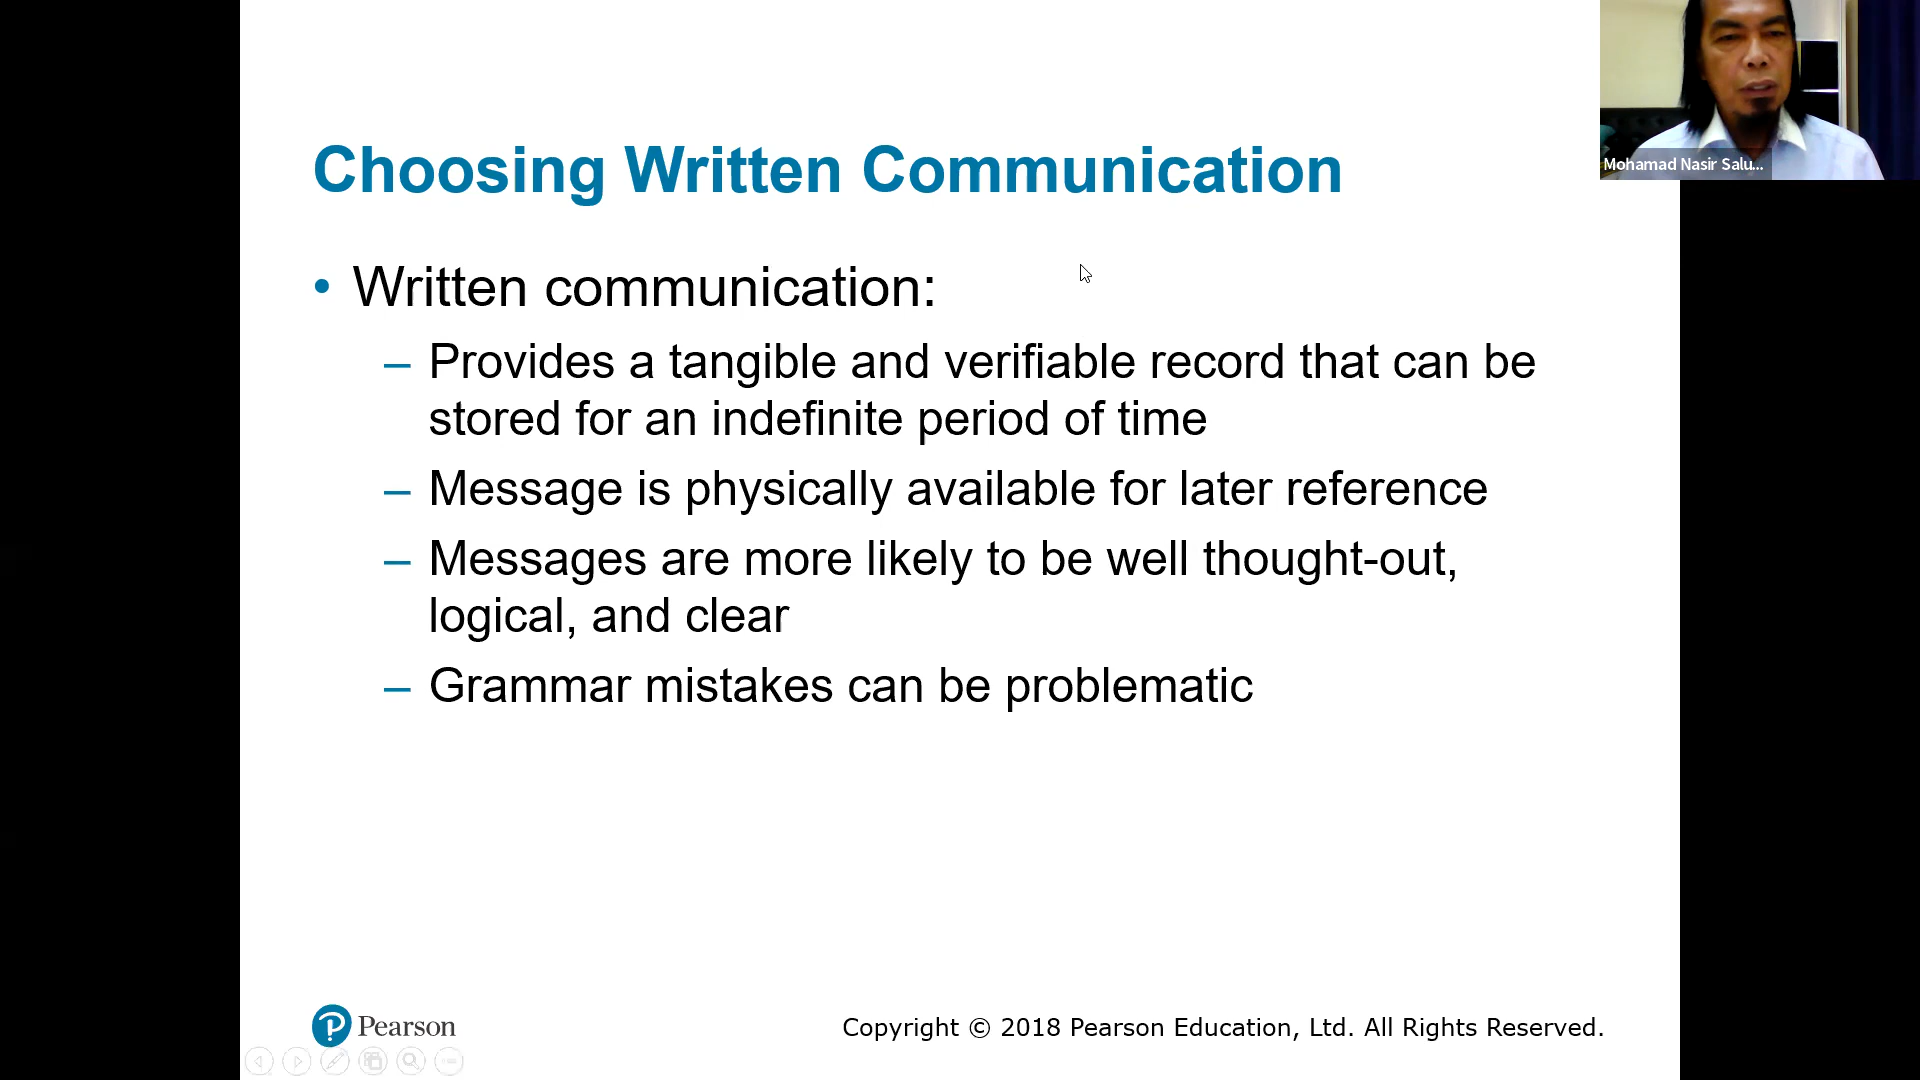 Choosing Written Communication
Mohamad Nasir Salu...
• Written communication:
– Provides a tangible and verifiable record that can be
stored for an indefinite period of time
– Message is physically available for later reference
– Messages are more likely to be well thought-out,
logical, and clear
– Grammar mistakes can be problematic
Pearson
Copyright © 2018 Pearson Education, Ltd. All Rights Reserved.